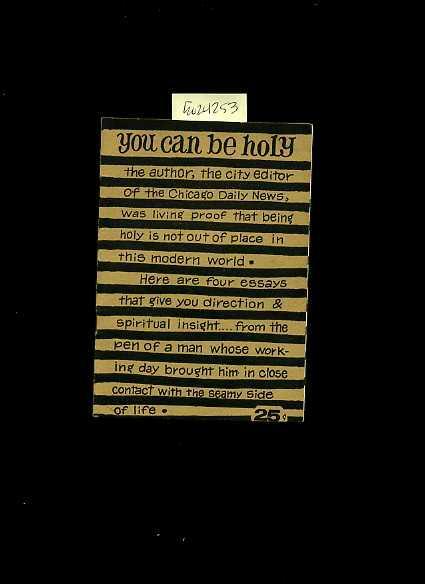 you can be holy
the author, the city editor
of the Chicago Daily News,
was living proof that being
holy is not out of place in
this modern world •
Here are four essays
that give you direction &
spiritual insight....from the
pen of a man whose work-
ing day brought him in close
contact with the seamy side
of life •
25¢